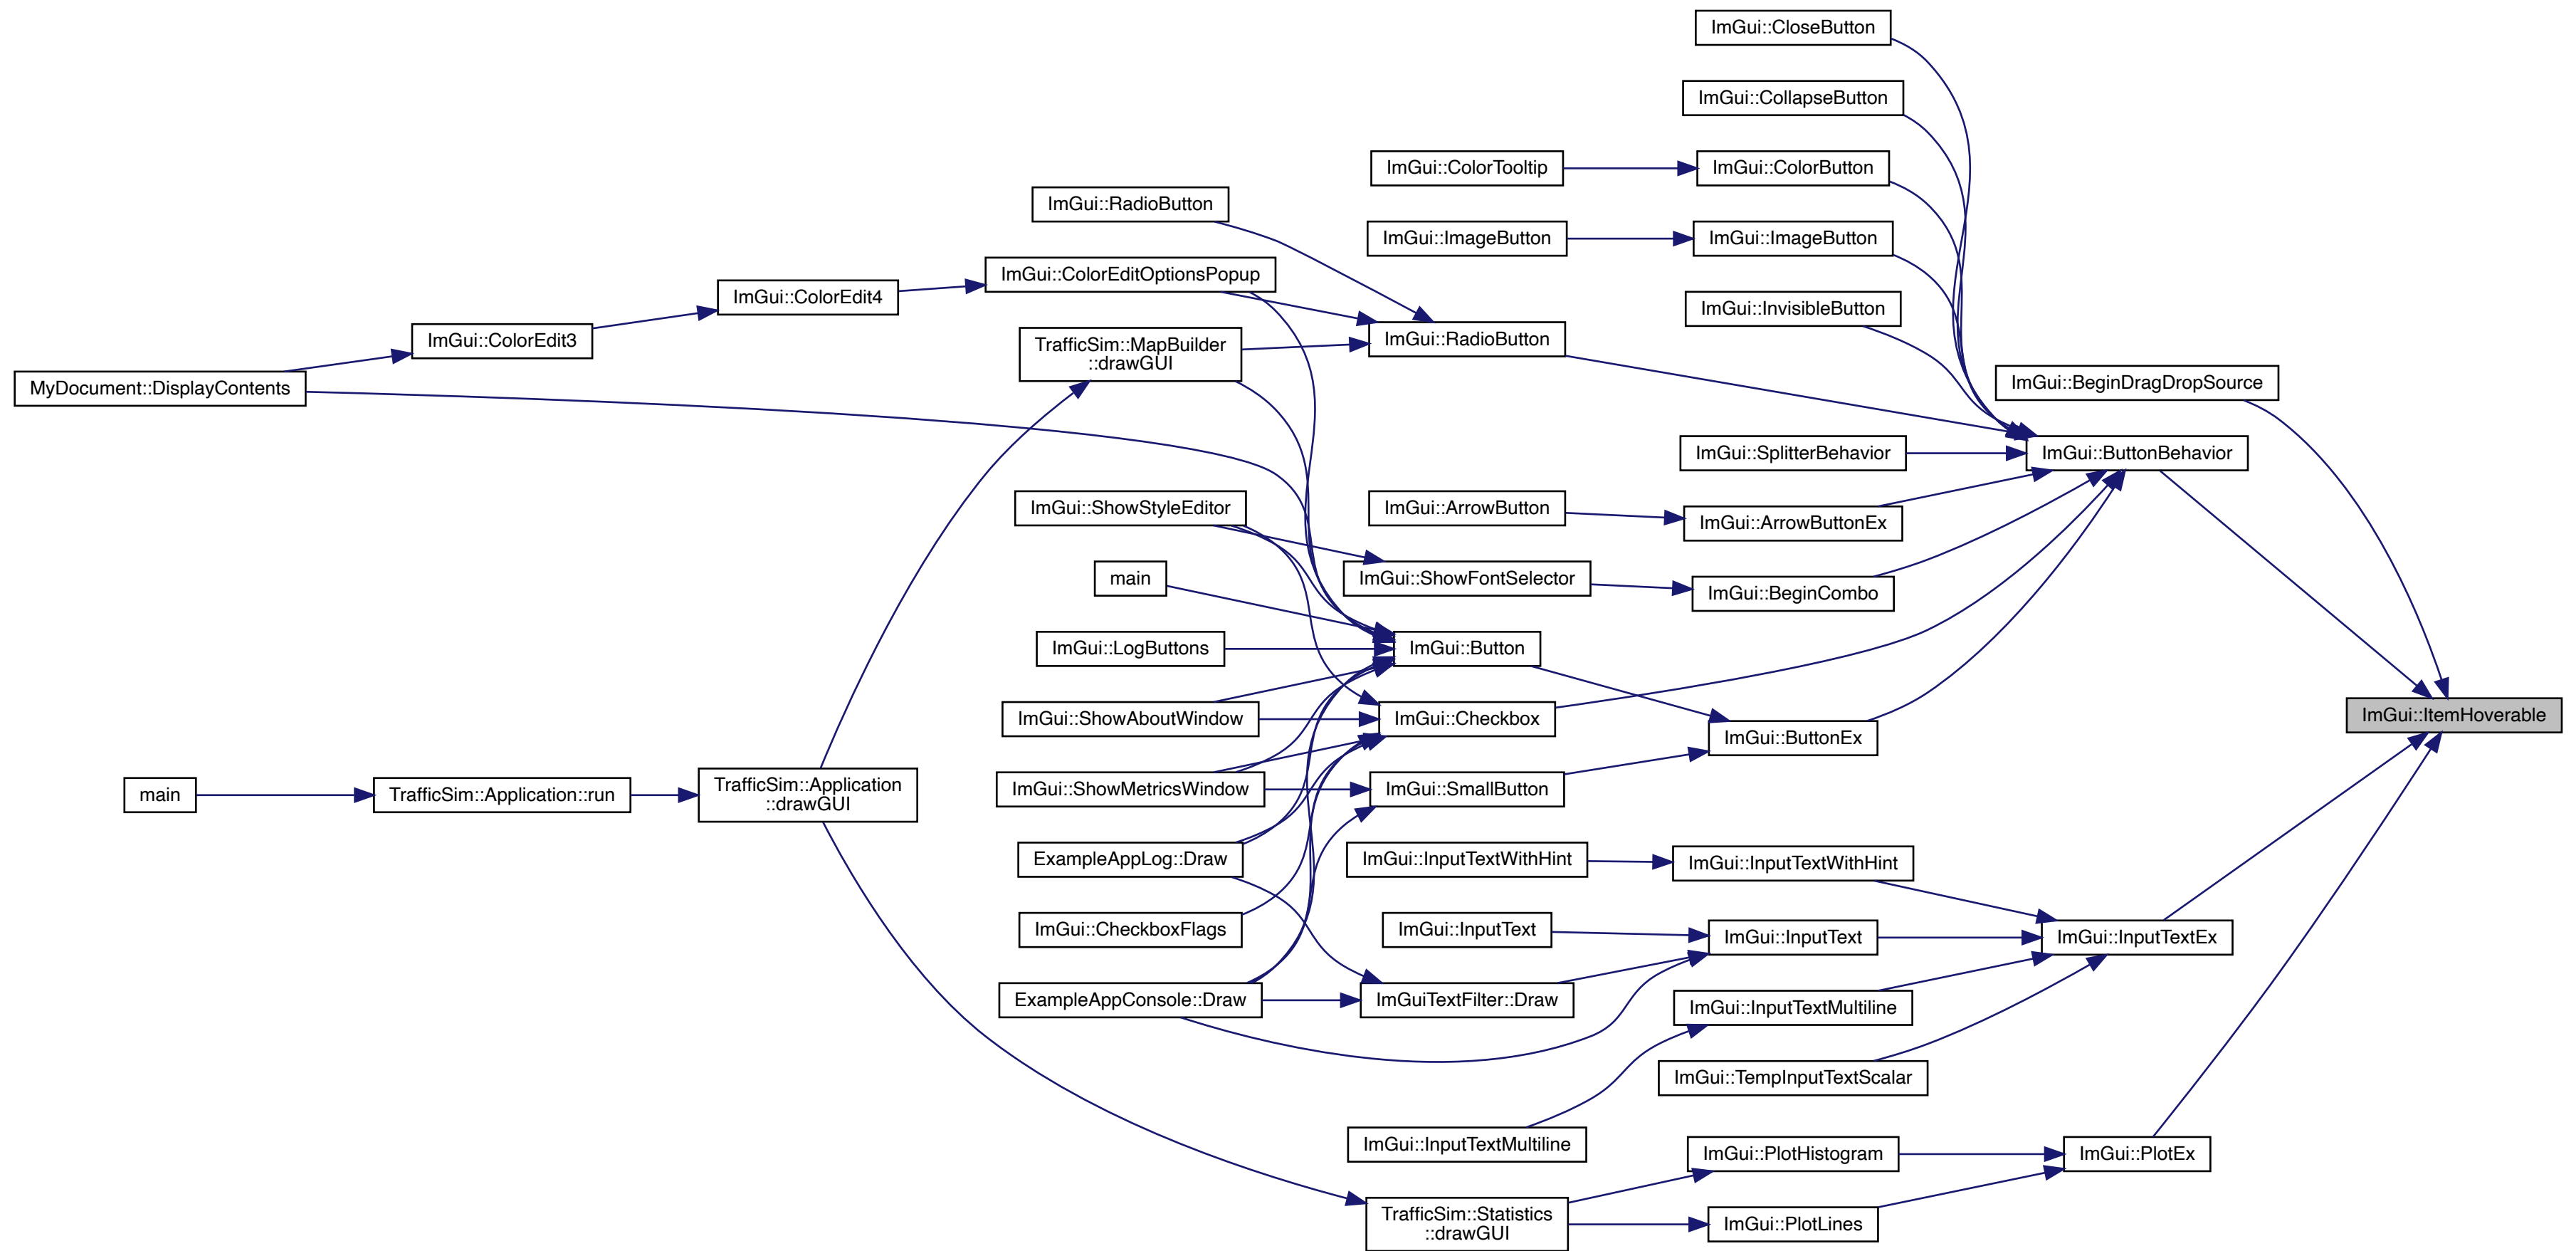 ImGui::CloseButton
ImGui::CollapseButton
ImGui::ColorTooltip
ImGui::ColorButton
ImGui::RadioButton
ImGui::ImageButton
ImGui::ImageButton
ImGui::ColorEditOptionsPopup
ImGui::ColorEdit4
ImGui::InvisibleButton
ImGui::ColorEdit3
TrafficSim::MapBuilder
::drawGUI
ImGui::RadioButton
MyDocument::DisplayContents
ImGui::BeginDragDropSource
ImGui::SplitterBehavior
ImGui::ButtonBehavior
ImGui::ShowStyleEditor
ImGui::ArrowButton
ImGui::ArrowButtonEx
main
ImGui::ShowFontSelector
ImGui::BeginCombo
ImGui::LogButtons
ImGui::Button
ImGui::ShowAboutWindow
ImGui::Checkbox
ImGui::ButtonEx
ImGui::ItemHoverable
main
TrafficSim::Application::run
TrafficSim::Application
::drawGUI
ImGui::ShowMetricsWindow
ImGui::SmallButton
ExampleAppLog::Draw
ImGui::InputTextWithHint
ImGui::InputTextWithHint
ImGui::CheckboxFlags
ImGui::InputText
ImGui::InputText
ImGui::InputTextEx
ExampleAppConsole::Draw
ImGuiTextFilter::Draw
ImGui::InputTextMultiline
ImGui::TempInputTextScalar
ImGui::InputTextMultiline
ImGui::PlotHistogram
ImGui::PlotEx
TrafficSim::Statistics
::drawGUI
ImGui::PlotLines